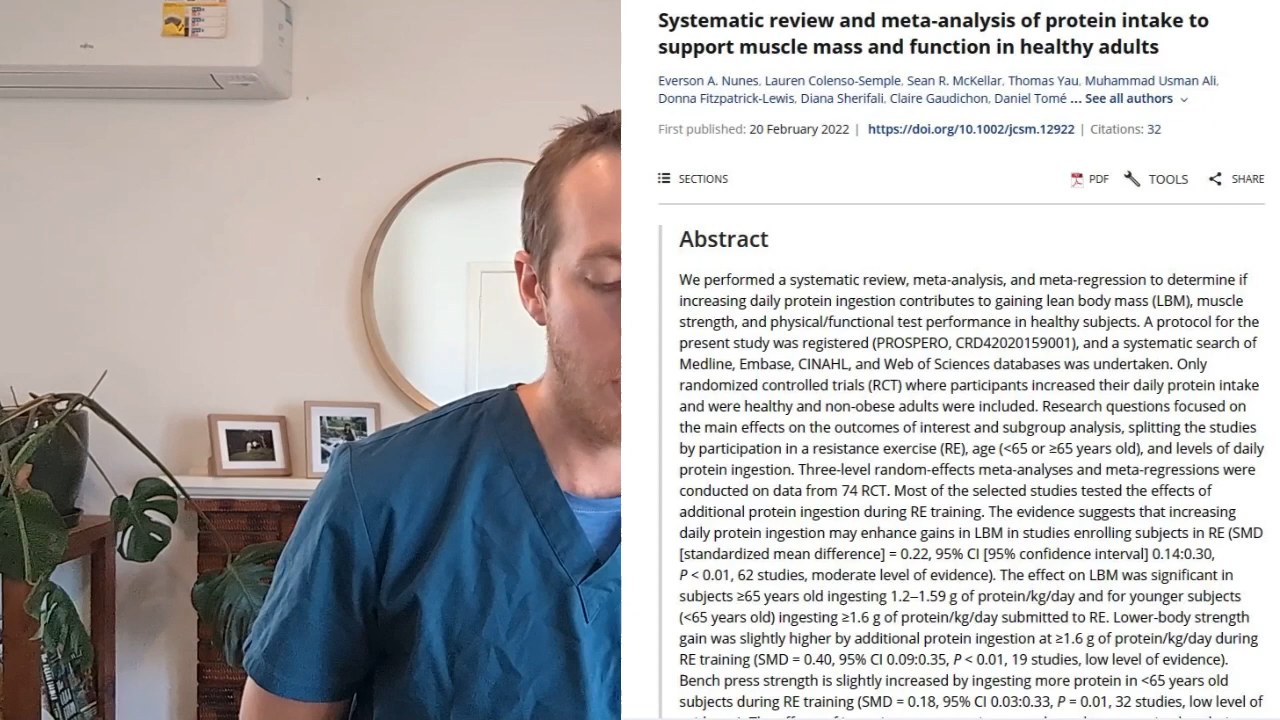 Systematic review and meta-analysis of protein intake to
support muscle mass and function in healthy adults
Everson A. Nunes, Lauren Colenso-Semple, Sean R. McKellar, Thomas Yau, Muhammad Usman Ali,
Donna Fitzpatrick-Lewis, Diana Sherifali, Claire Gaudichon, Daniel Tomé ... See all authors
First published: 20 February 2022 | https://doi.org/10.1002/jcsm.12922 | Citations: 32
SECTIONS PDF TOOLS SHARE
Abstract
We performed a systematic review, meta-analysis, and meta-regression to determine if
increasing daily protein ingestion contributes to gaining lean body mass (LBM), muscle
strength, and physical/functional test performance in healthy subjects. A protocol for the
present study was registered (PROSPERO, CRD42020159001), and a systematic search of
Medline, Embase, CINAHL, and Web of Sciences databases was undertaken. Only
randomized controlled trials (RCT) where participants increased their daily protein intake
and were healthy and non-obese adults were included. Research questions focused on
the main effects on the outcomes of interest and subgroup analysis, splitting the studies
by participation in a resistance exercise (RE), age (<65 or ≥65 years old), and levels of daily
protein ingestion. Three-level random-effects meta-analyses and meta-regressions were
conducted on data from 74 RCT. Most of the selected studies tested the effects of
additional protein ingestion during RE training. The evidence suggests that increasing
daily protein ingestion may enhance gains in LBM in studies enrolling subjects in RE (SMD
[standardized mean difference] = 0.22, 95% CI [95% confidence interval] 0.14:0.30,
P < 0.01, 62 studies, moderate level of evidence). The effect on LBM was significant in
subjects ≥65 years old ingesting 1.2–1.59 g of protein/kg/day and for younger subjects
(<65 years old) ingesting ≥1.6 g of protein/kg/day submitted to RE. Lower-body strength
gain was slightly higher by additional protein ingestion at ≥1.6 g of protein/kg/day during
RE training (SMD = 0.40, 95% CI 0.09:0.35, P < 0.01, 19 studies, low level of evidence).
Bench press strength is slightly increased by ingesting more protein in <65 years old
subjects during RE training (SMD = 0.18, 95% CI 0.03:0.33, P = 0.01, 32 studies, low level of